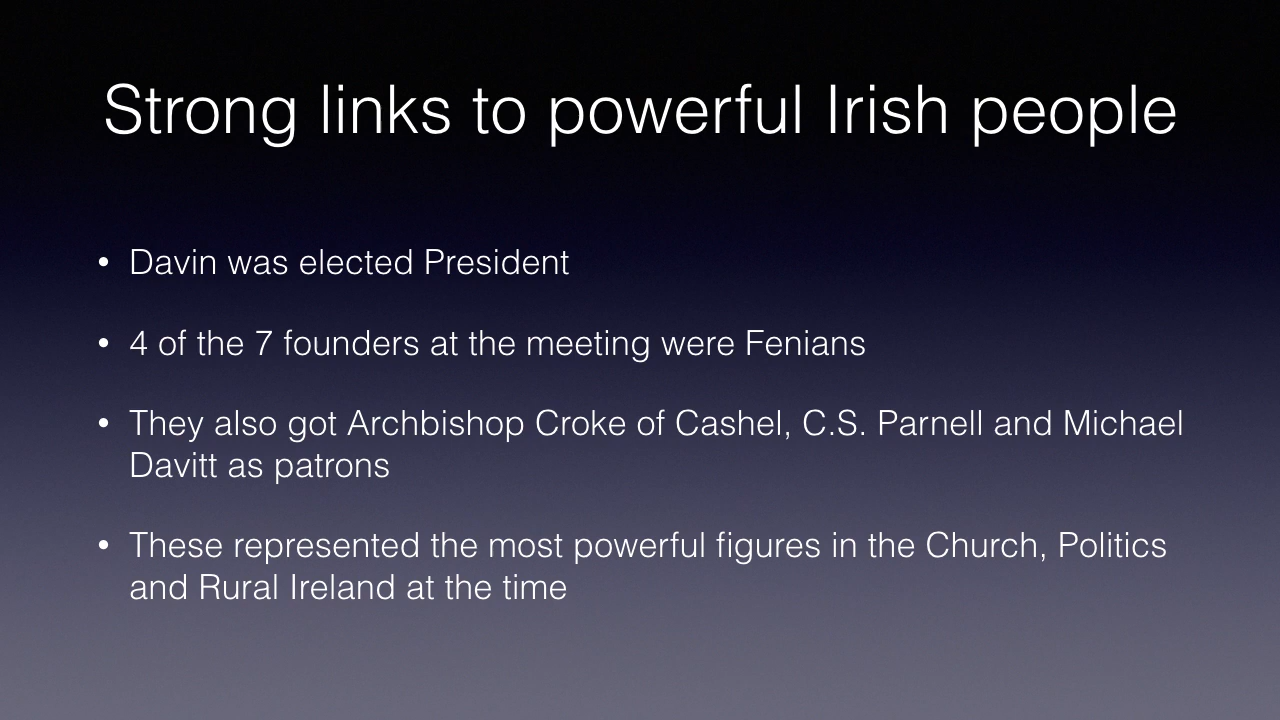 Strong links to powerful Irish people
• Davin was elected President
• 4 of the 7 founders at the meeting were Fenians
• They also got Archbishop Croke of Cashel, C.S. Parnell and Michael
Davitt as patrons
• These represented the most powerful figures in the Church, Politics
and Rural Ireland at the time